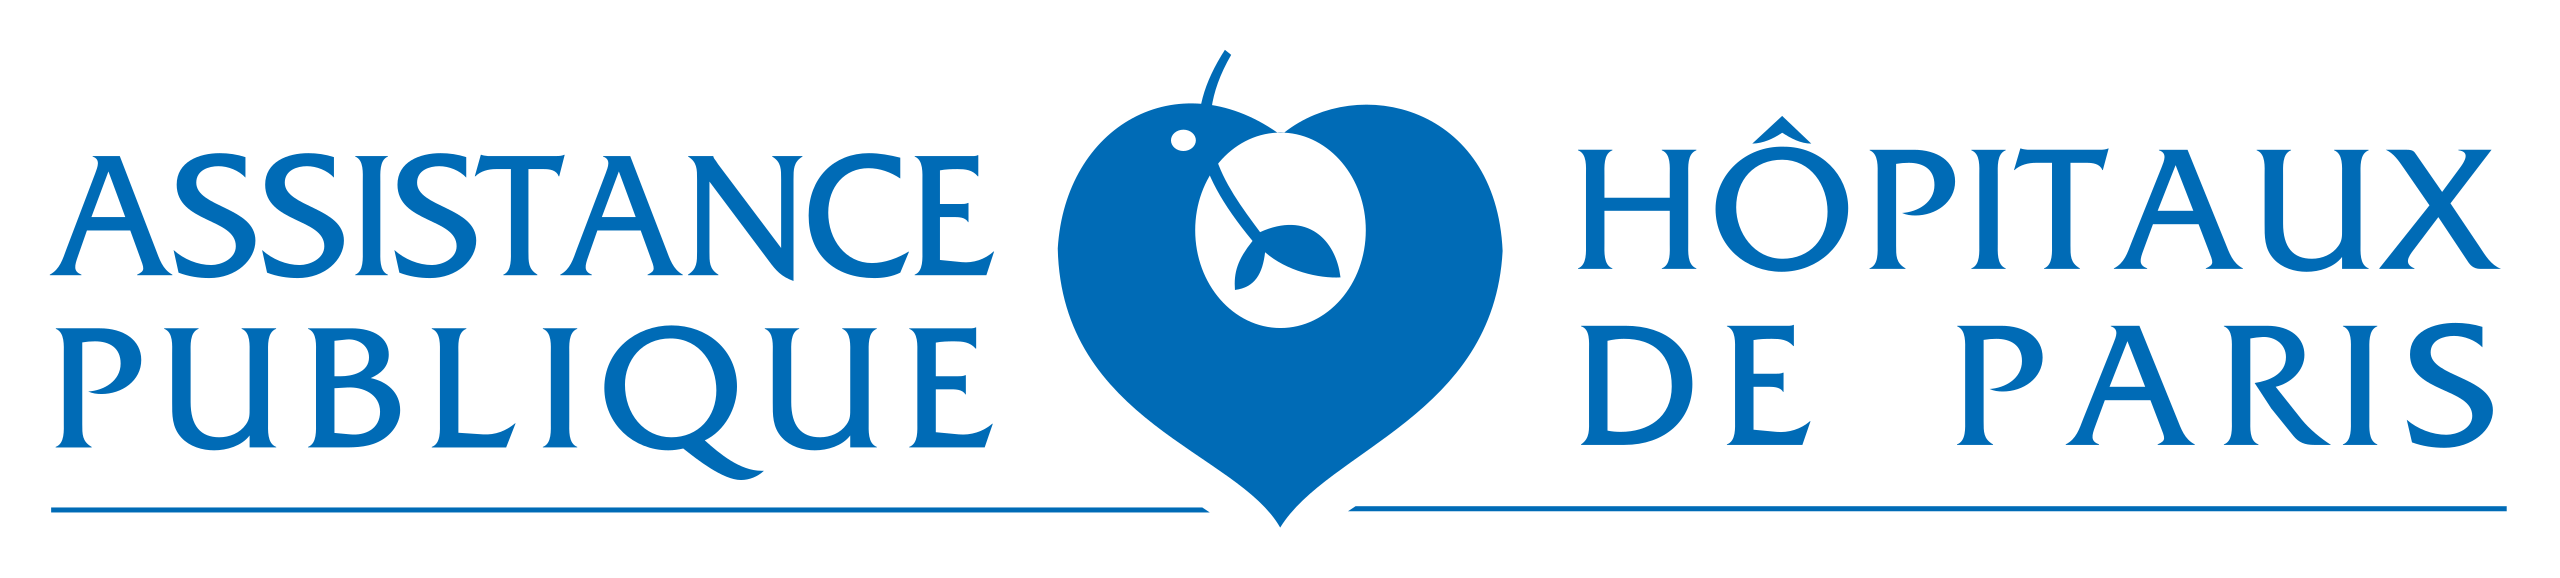 ASSISTANCE
PUBLIQUE
HÔPITAUX
DE PARIS